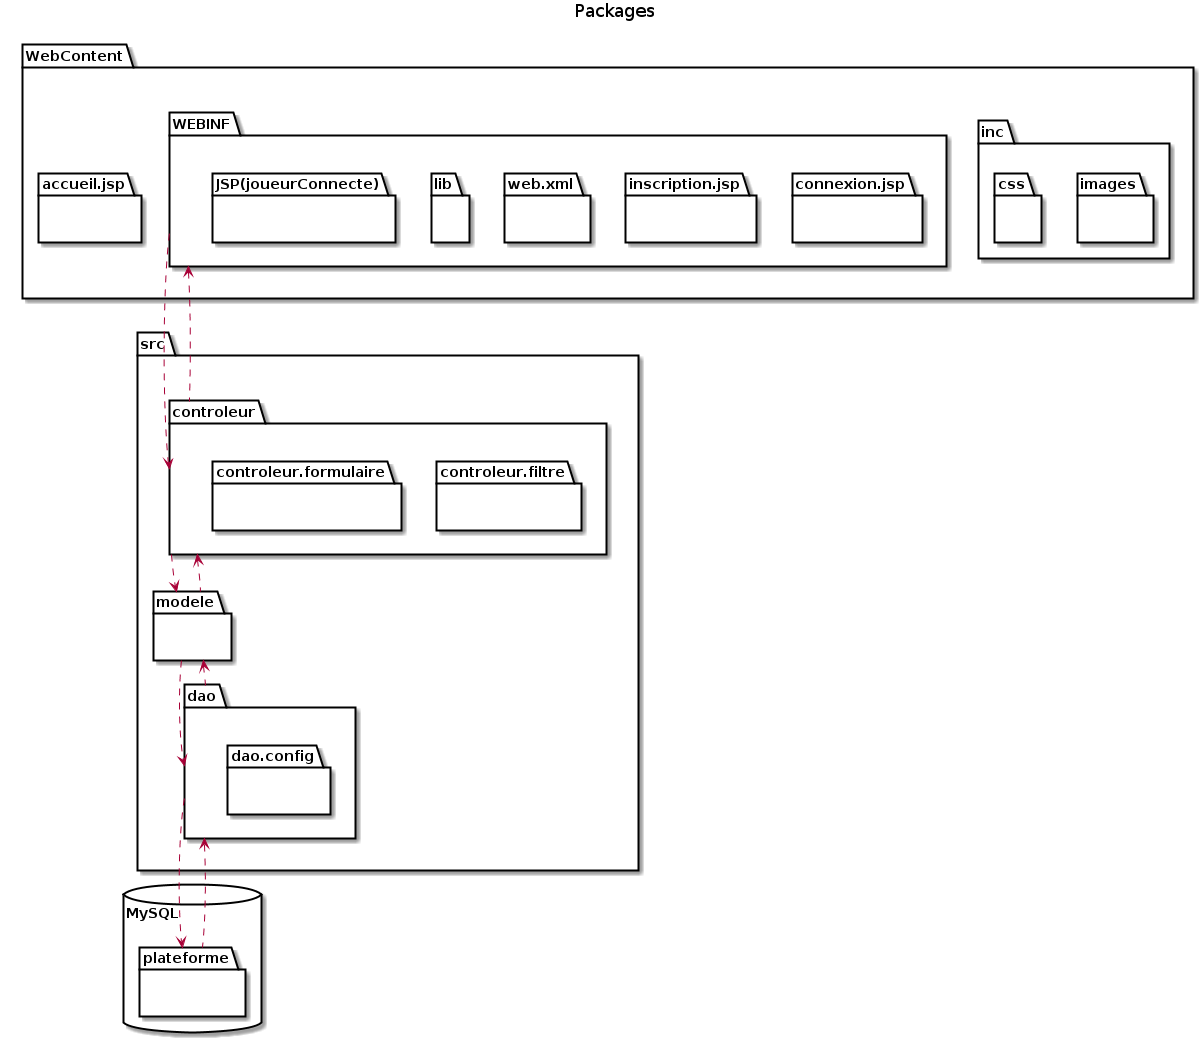 Packages
WebContent
WEBINF
inc
accueil.jsp
JSP(joueurConnecte)
lib
web.xml
inscription.jsp
connexion.jsp
css
images
src
controleur
controleur.formulaire
controleur.filtre
modele
dao
dao.config
MySQL
plateforme